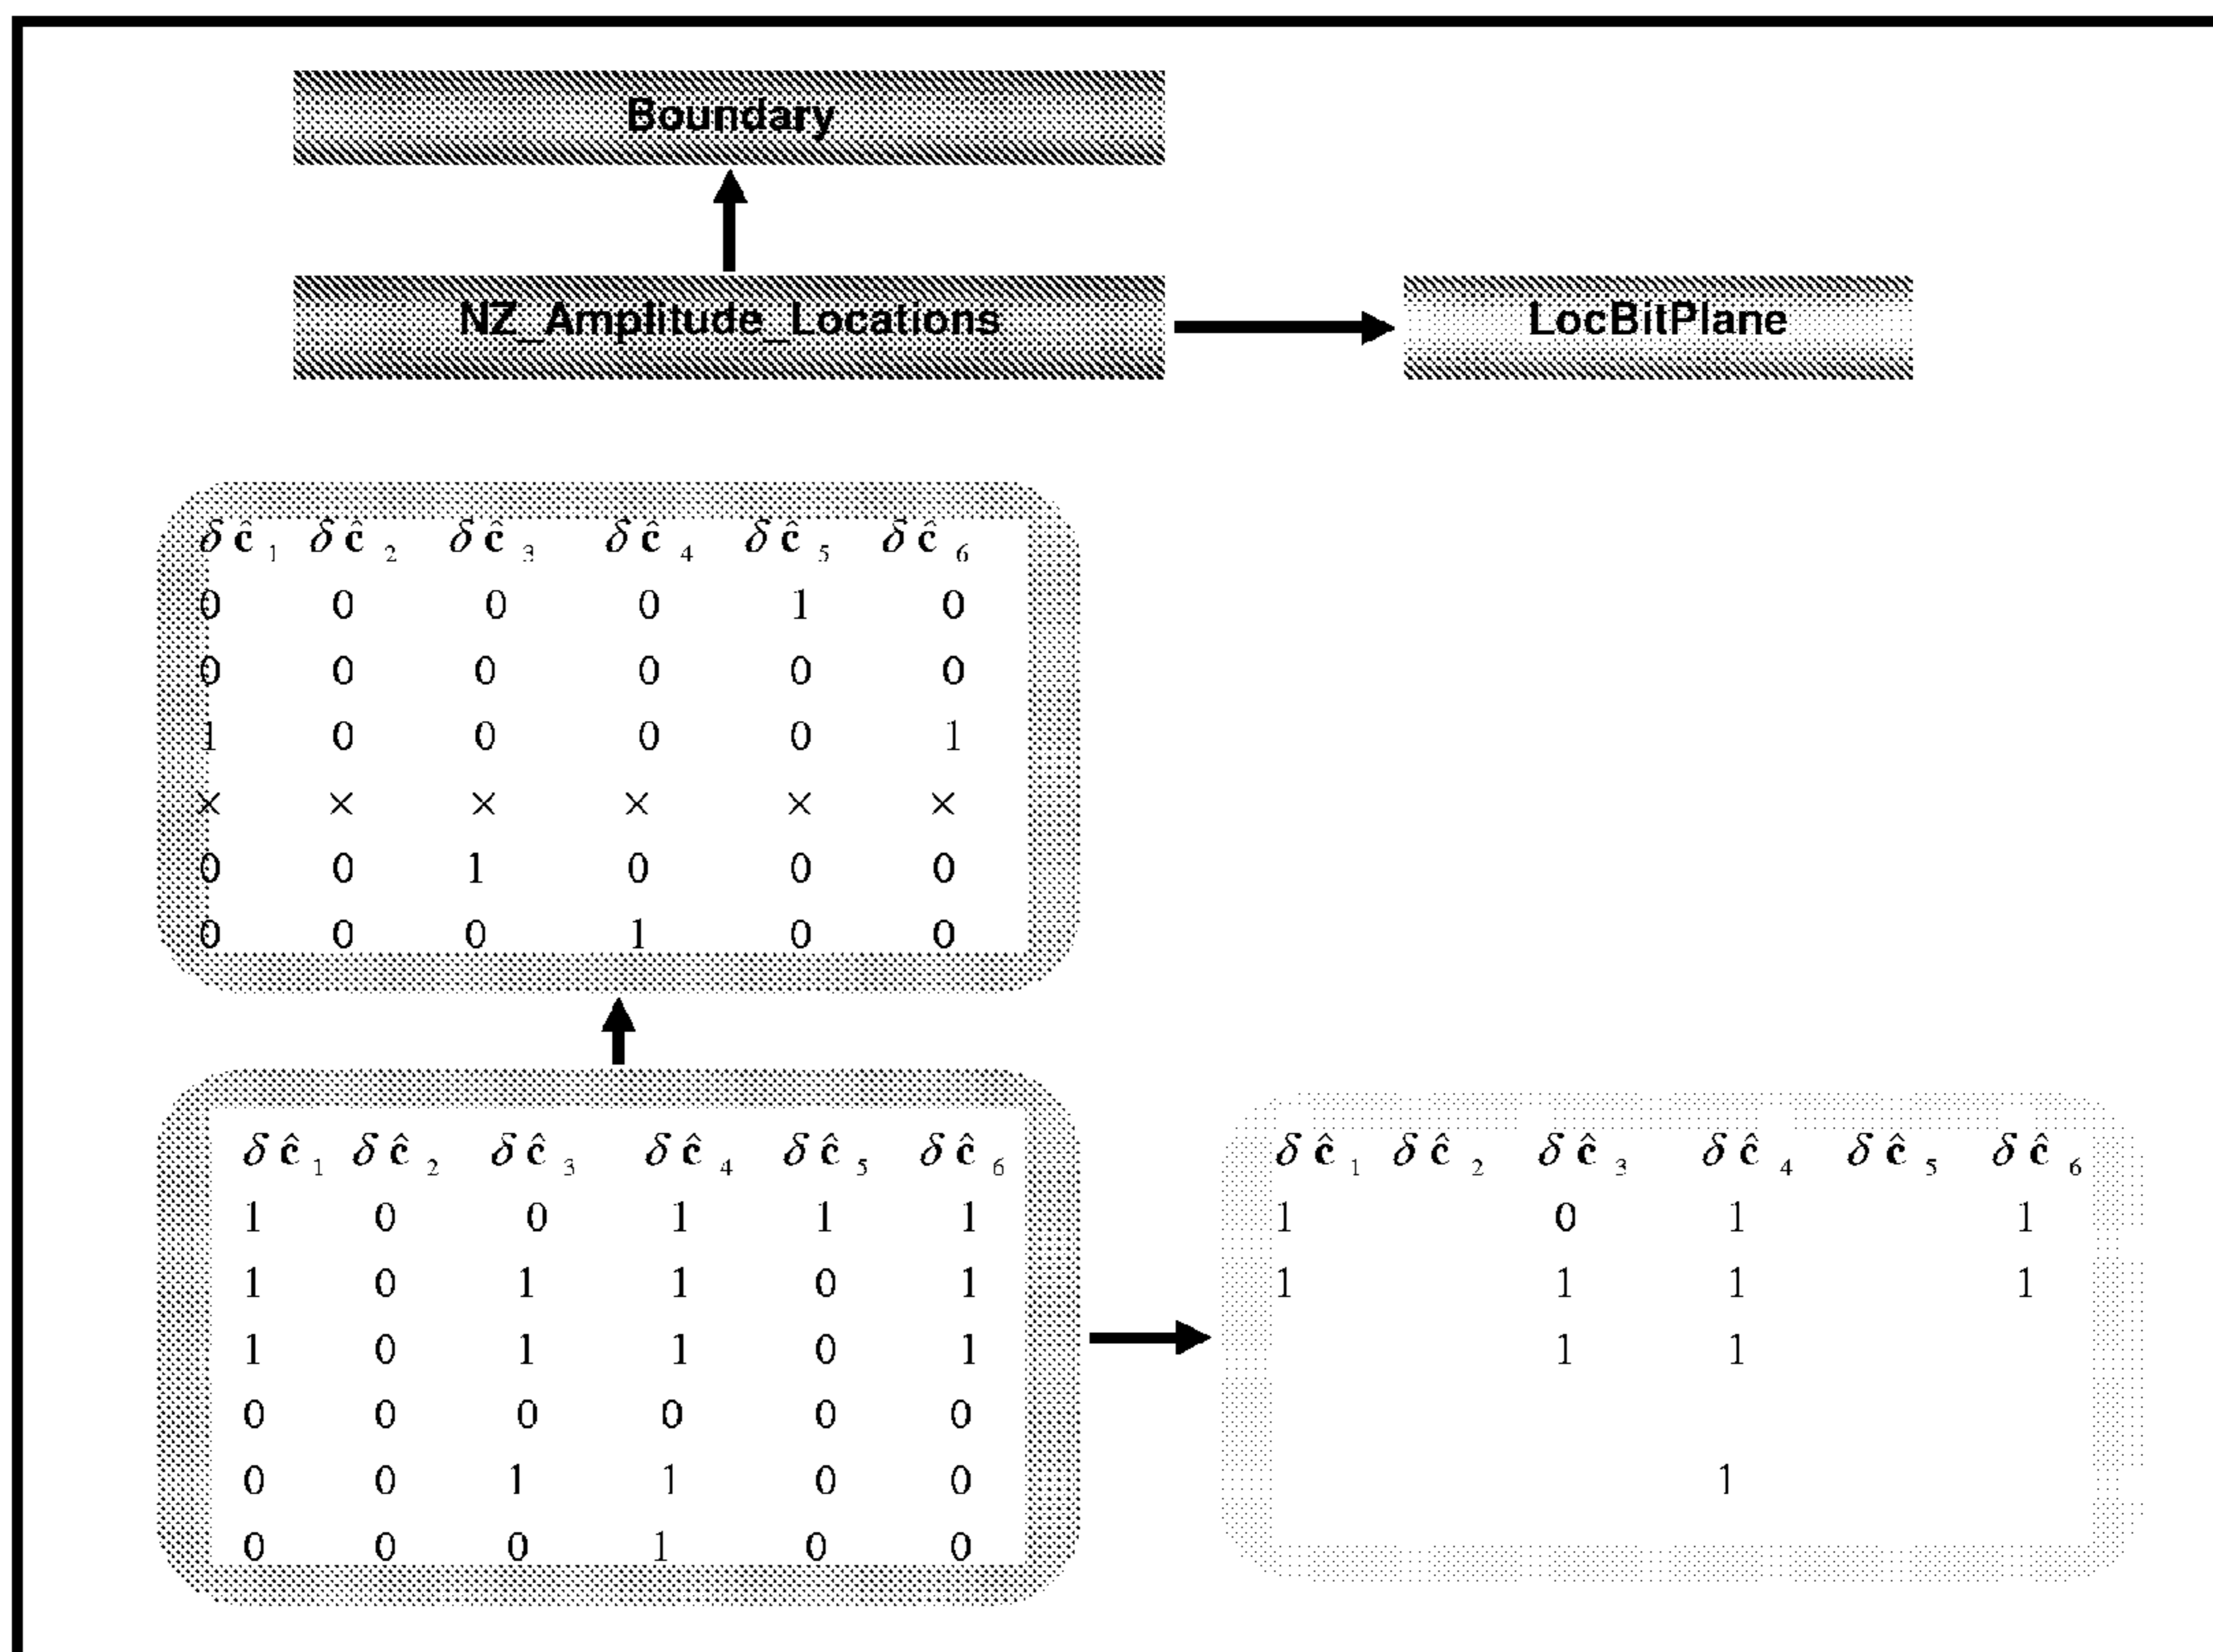 Boundary
NZ_Amplitude_Locations
LocBitPlane
δĉ1 δĉ2 δĉ3 δĉ4 δĉ5 δĉ6
0 0 0 0 1 0
0 0 0 0 0 0
1 0 0 0 0 1
× × × × × ×
0 0 1 0 0 0
0 0 0 1 0 0
δĉ1 δĉ2 δĉ3 δĉ4 δĉ5 δĉ6
1 0 0 1 1 1
1 0 1 1 0 1
1 0 1 1 0 1
0 0 0 0 0 0
0 0 1 1 0 0
0 0 0 1 0 0
δĉ1 δĉ2 δĉ3 δĉ4 δĉ5 δĉ6
1 0 1 1
1 1 1 1
1 1
1